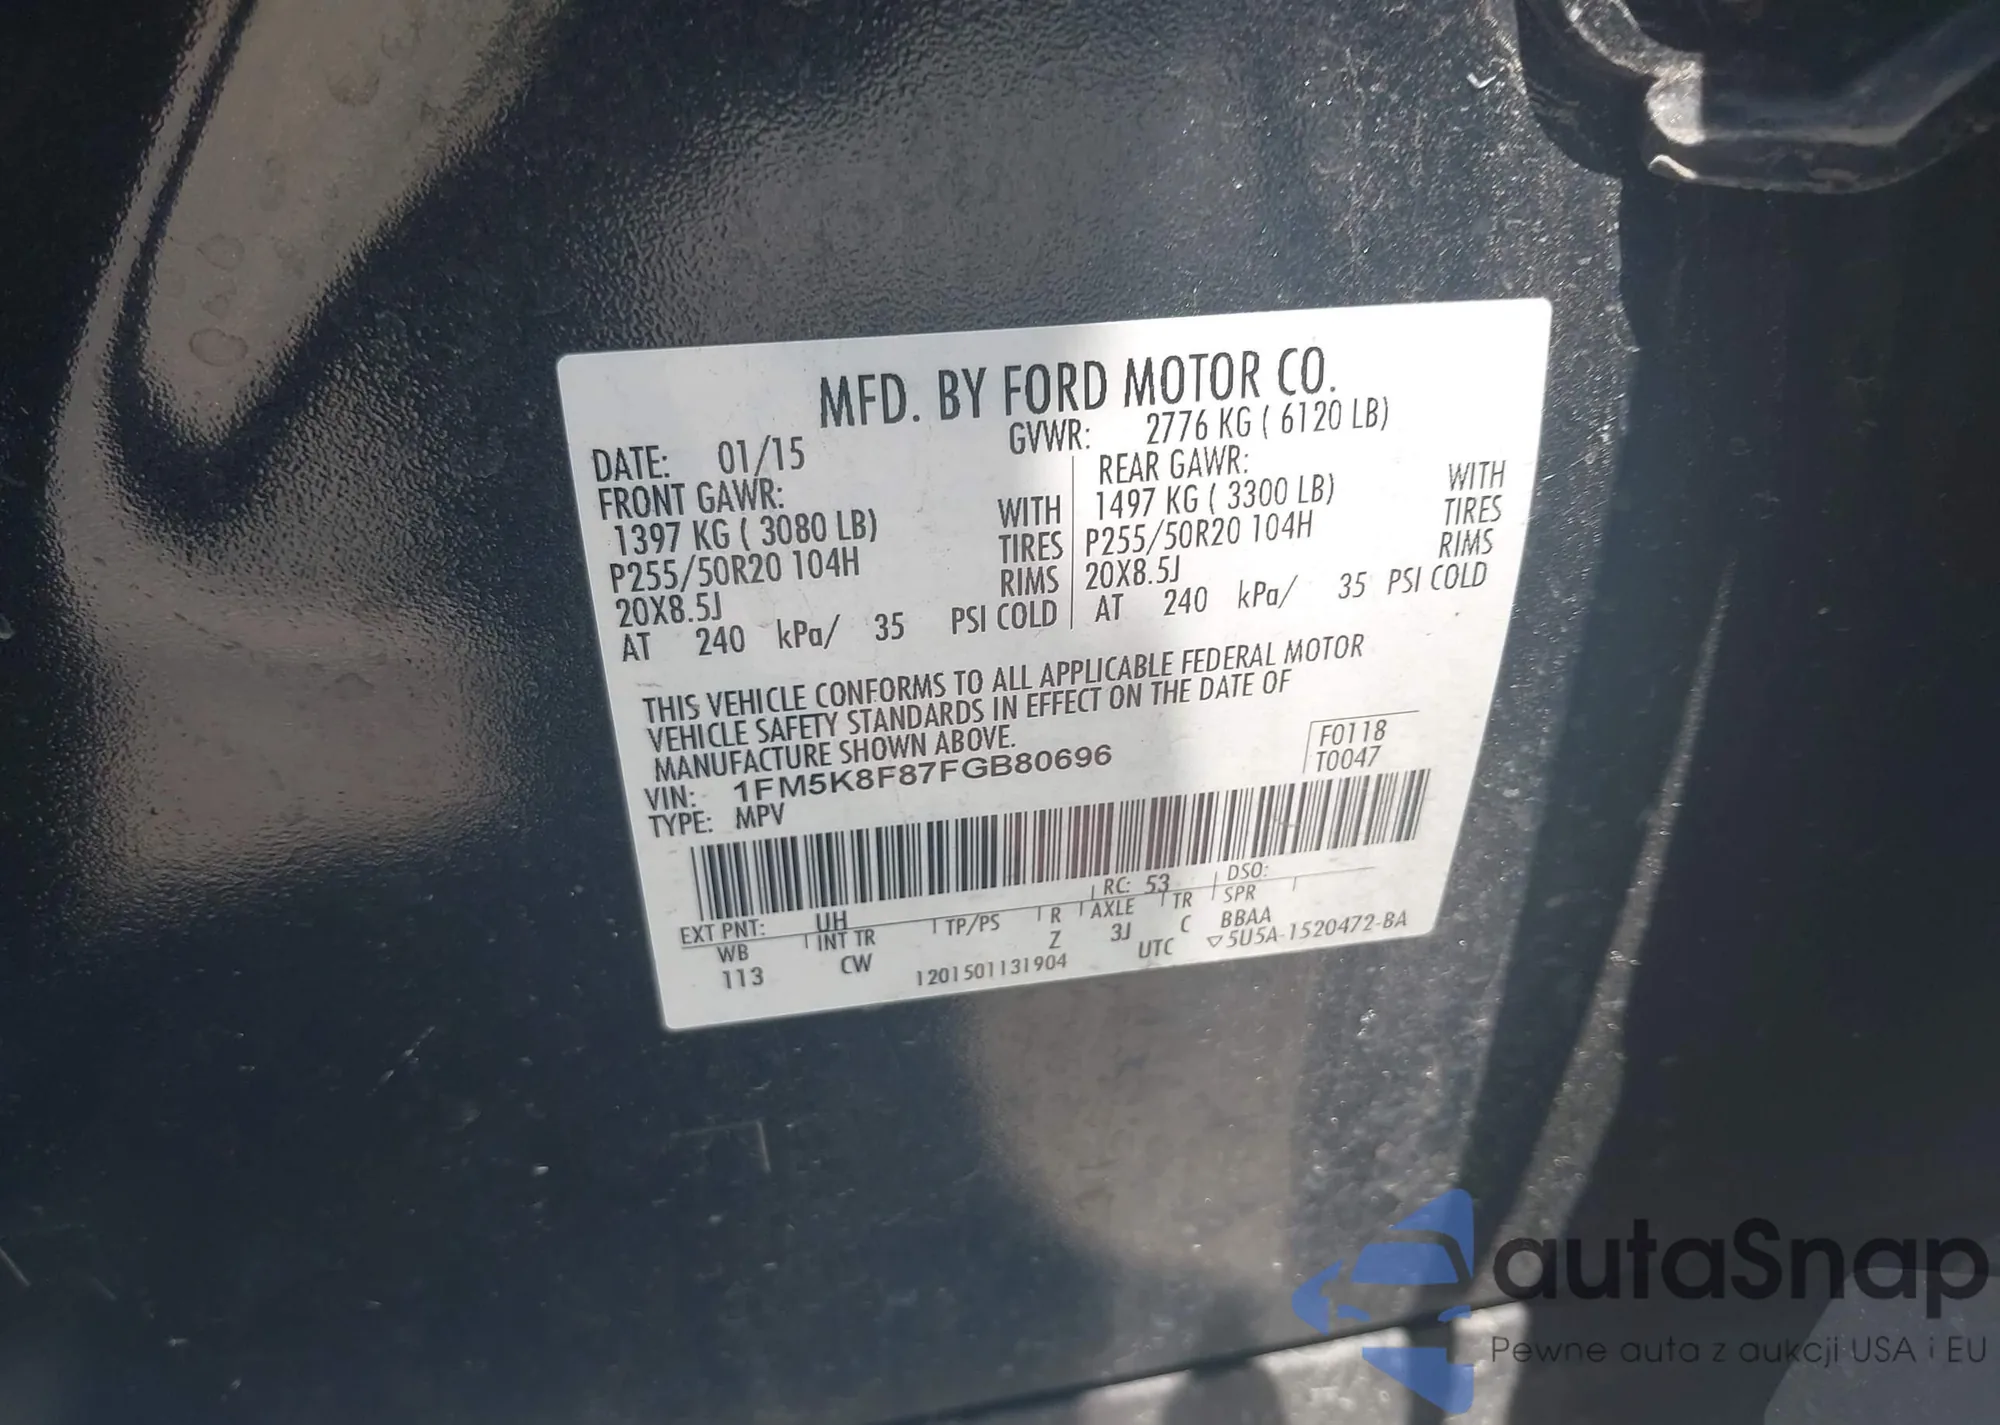 MFD. BY FORD MOTOR CO.
DATE: 01/15
GVWR: 2776 KG ( 6120 LB)
FRONT GAWR:
1397 KG ( 3080 LB) WITH
P255/50R20 104H TIRES
20X8.5J RIMS
AT 240 kPa/ 35 PSI COLD
REAR GAWR:
1497 KG ( 3300 LB) WITH
P255/50R20 104H TIRES
20X8.5J RIMS
AT 240 kPa/ 35 PSI COLD
THIS VEHICLE CONFORMS TO ALL APPLICABLE FEDERAL MOTOR
VEHICLE SAFETY STANDARDS IN EFFECT ON THE DATE OF
MANUFACTURE SHOWN ABOVE.
VIN: 1FM5K8F87FGB80696
TYPE: MPV
F0118
T0047
EXT PNT: UH RC: 53 DSO:
WB INT TR TP/PS R AXLE TR SPR
113 CW Z 3J C BBAA
1201501131904 UTC ▽5U5A-1520472-BA
autaSnap
Pewne auta z aukcji USA i EU